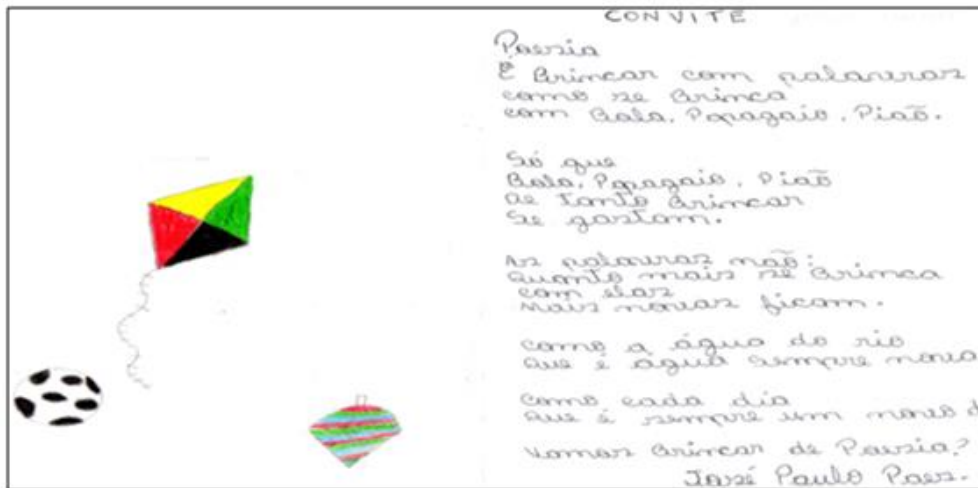 CONVITE
Poesia
É Brincar com palavras
como se Brinca
com Bola, Papagaio, Pião.
Só que
Bola, Papagaio, Pião
de tanto Brincar
se gastam.
As palavras não:
quanto mais se Brinca
com elas
mais novas ficam.
como a água do rio
que é água sempre nova
como cada dia
que é sempre um novo d
Vamos Brincar de Poesia?
José Paulo Paes.